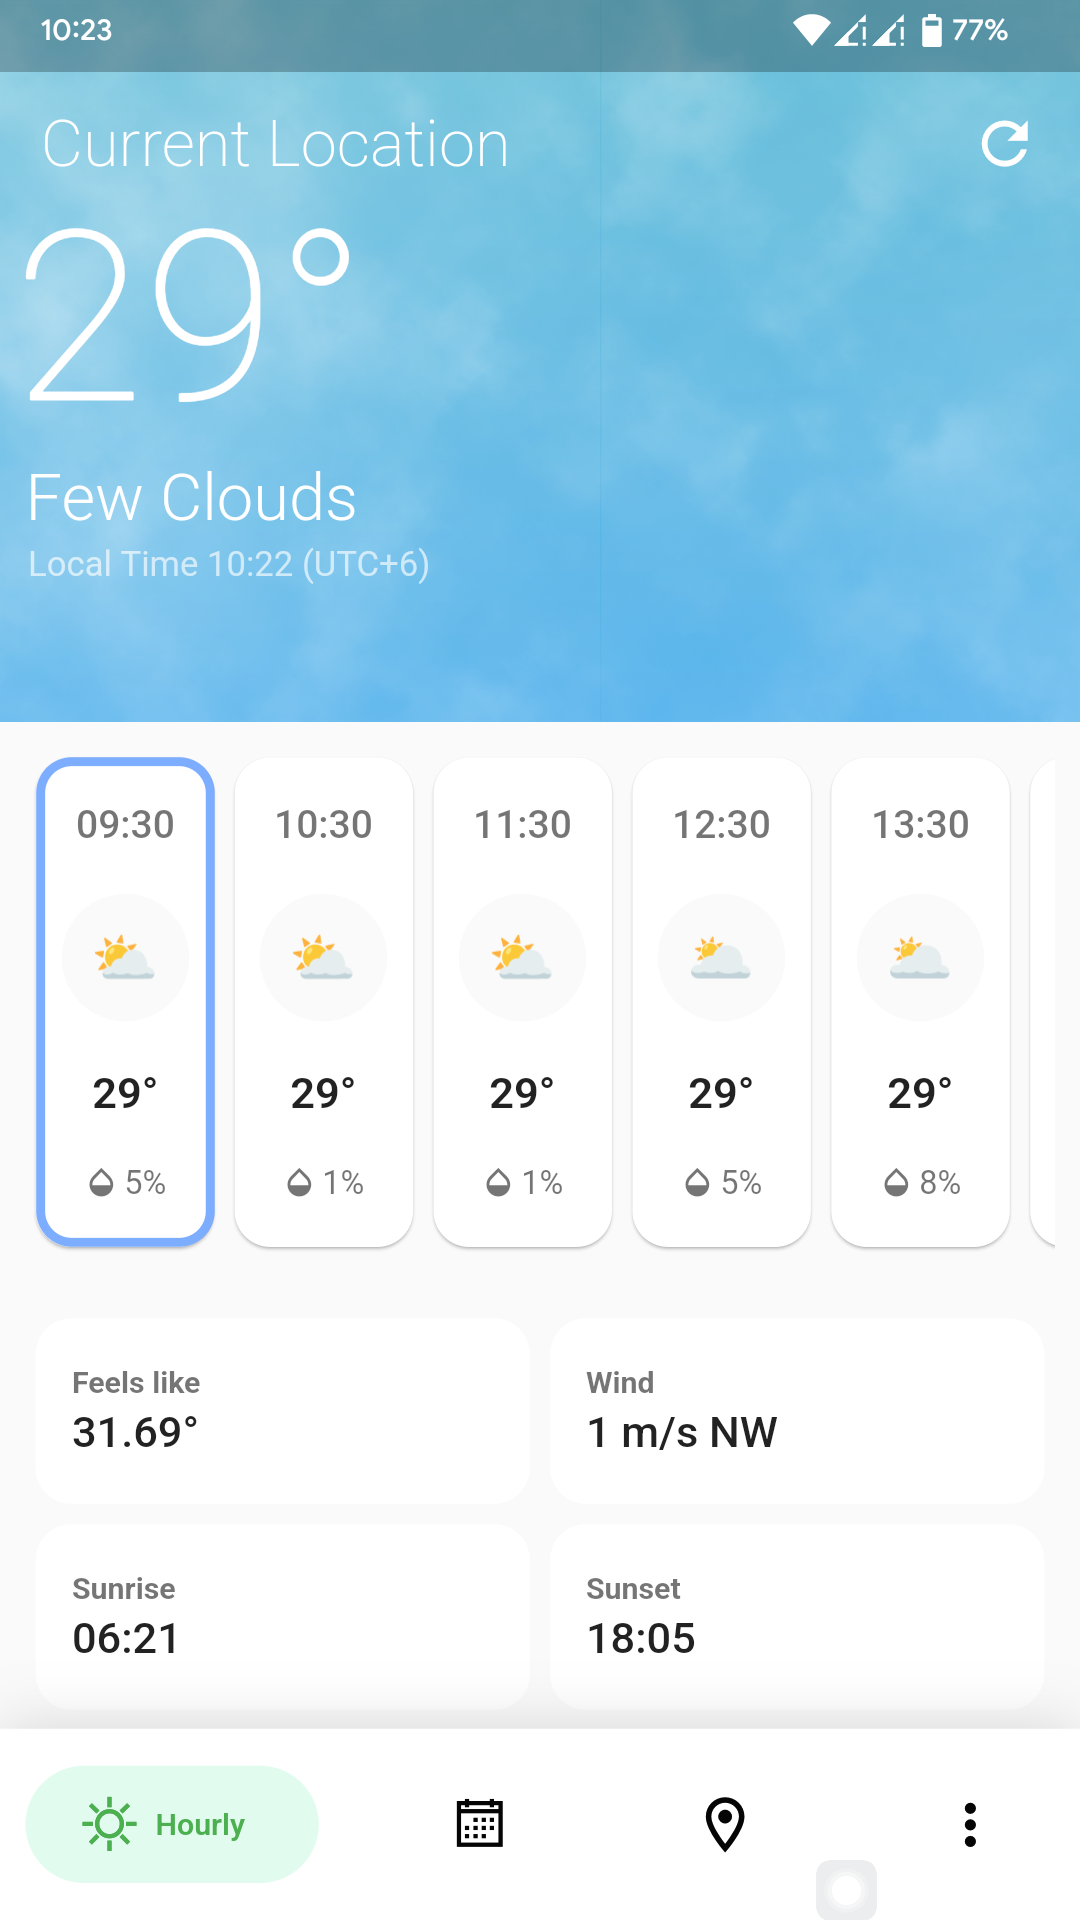 10:23 77%
Current Location
29°
Few Clouds
Local Time 10:22 (UTC+6)
09:30 10:30 11:30 12:30 13:30
29° 29° 29° 29° 29°
5% 1% 1% 5% 8%
Feels like Wind
31.69° 1 m/s NW
Sunrise Sunset
06:21 18:05
Hourly